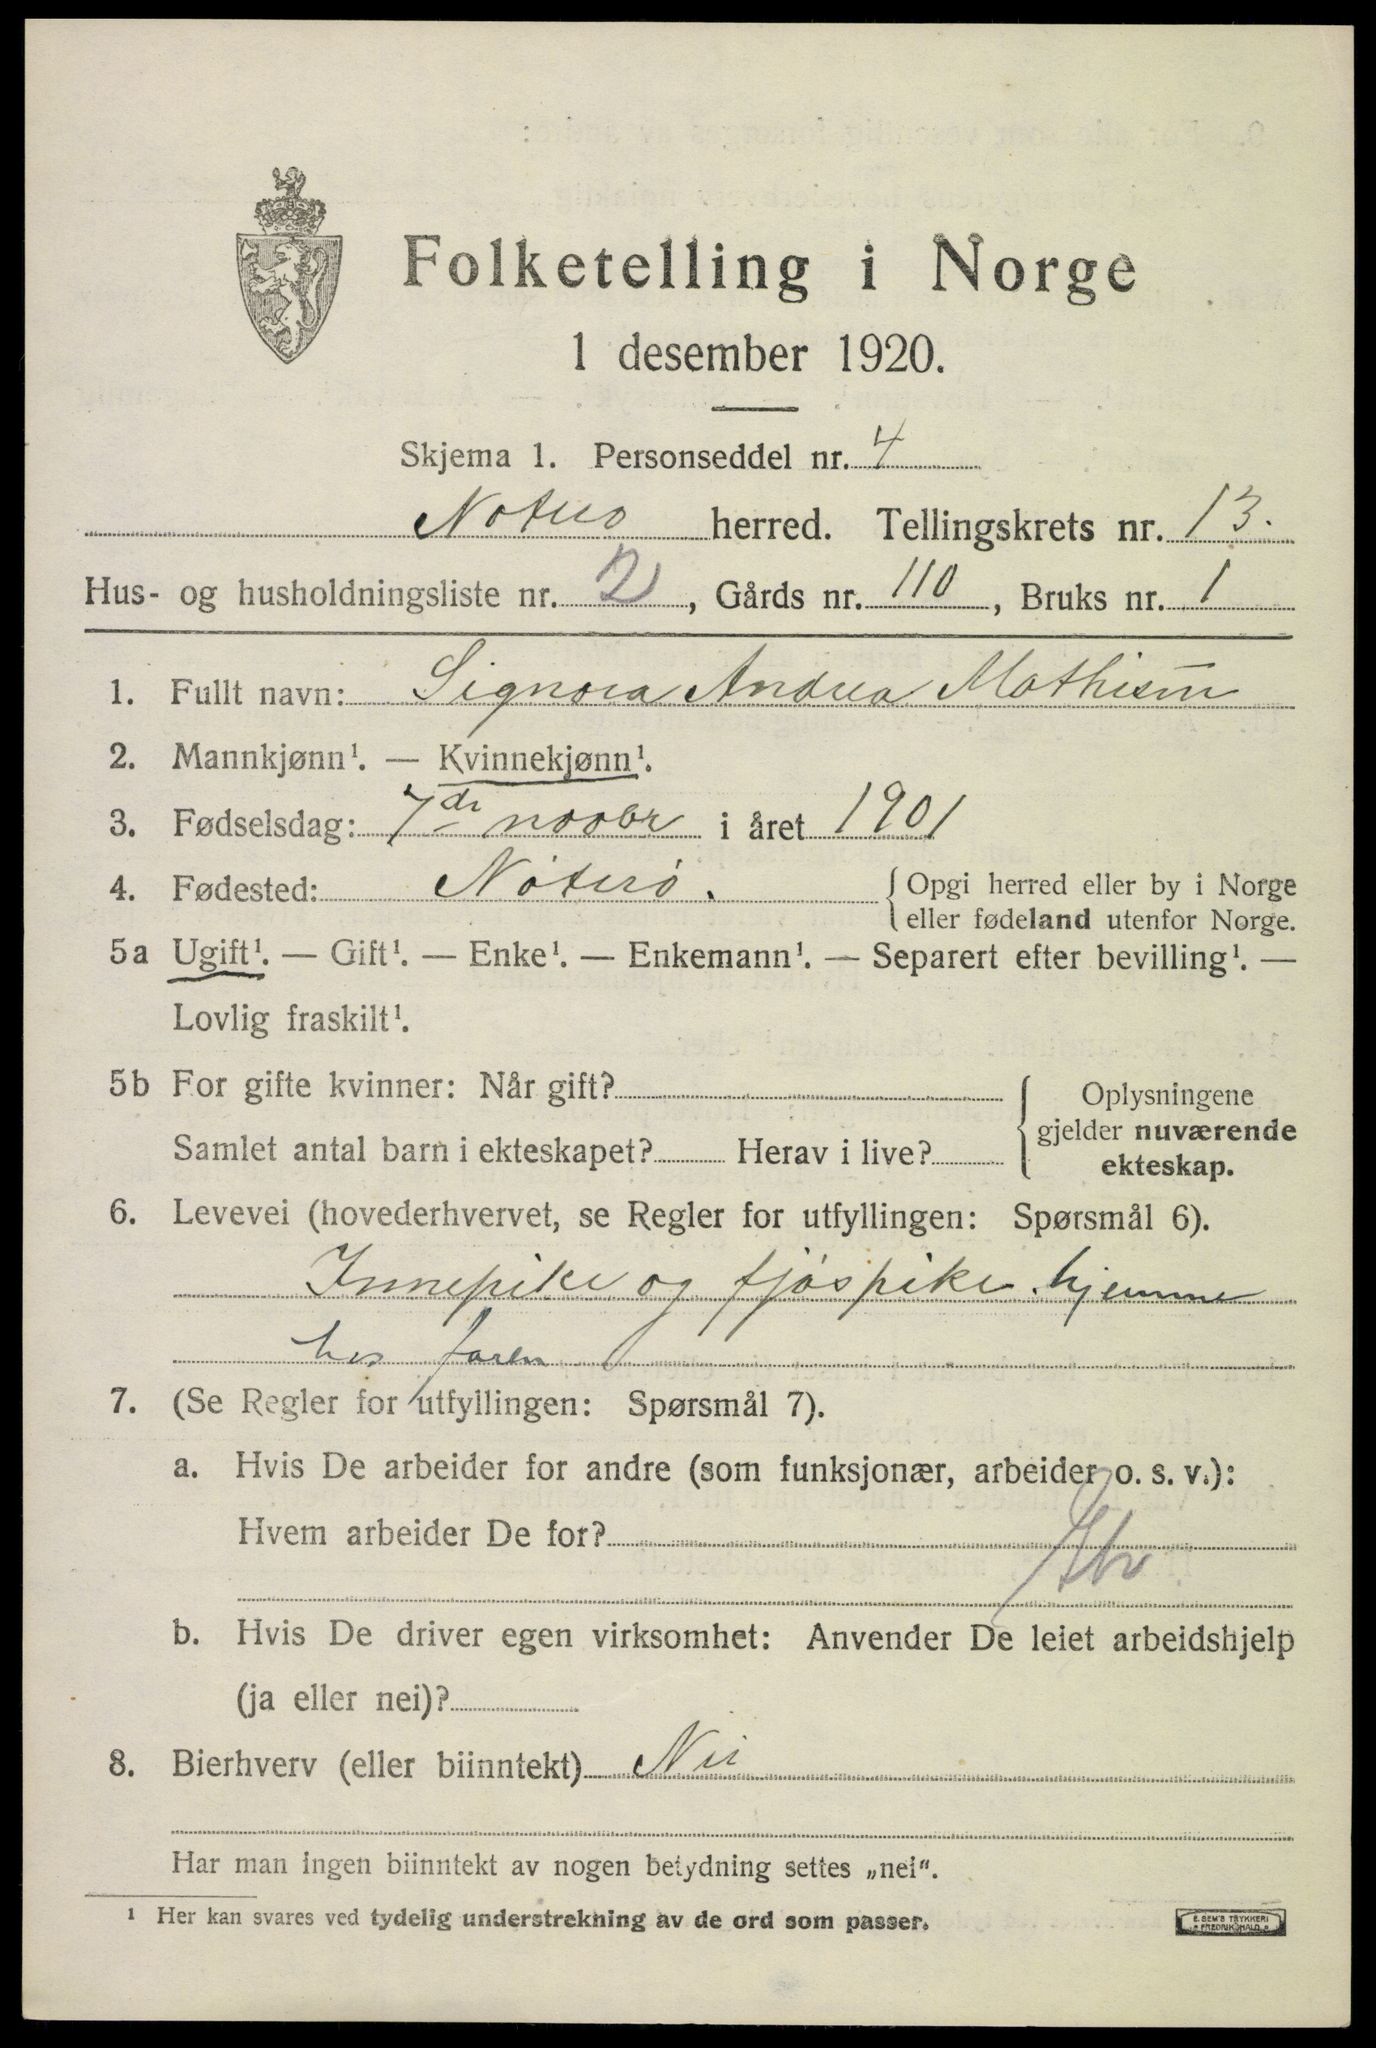 Folketelling i Norge
1 desember 1920.
Skjema 1. Personseddel nr. 4
Nøterø herred. Tellingskrets nr. 13.
Hus- og husholdningsliste nr. 2, Gårds nr. 110, Bruks nr. 1
1. Fullt navn: Signora Andrea Mathisen
2. Mannkjønn¹. — Kvinnekjønn¹.
3. Fødselsdag: 7de novbr i året 1901
4. Fødested: Nøterø. { Opgi herred eller by i Norge
eller fødeland utenfor Norge.
5a Ugift¹. — Gift¹. — Enke¹. — Enkemann¹. — Separert efter bevilling¹. —
Lovlig fraskilt¹.
5b For gifte kvinner: Når gift?
Samlet antal barn i ekteskapet? Herav i live?
{ Oplysningene
gjelder nuværende
ekteskap.
6. Levevei (hovederhvervet, se Regler for utfyllingen: Spørsmål 6).
Innepike og fjøspike hjemme
hos faren
7. (Se Regler for utfyllingen: Spørsmål 7).
a. Hvis De arbeider for andre (som funksjonær, arbeider o. s. v.):
Hvem arbeider De for?
b. Hvis De driver egen virksomhet: Anvender De leiet arbeidshjelp
(ja eller nei)?
8. Bierhverv (eller biinntekt) Nei
Har man ingen biinntekt av nogen betydning settes „nei".
¹ Her kan svares ved tydelig understrekning av de ord som passer.
E. SEM'S TRYKKERI
FREDRIKSHALD